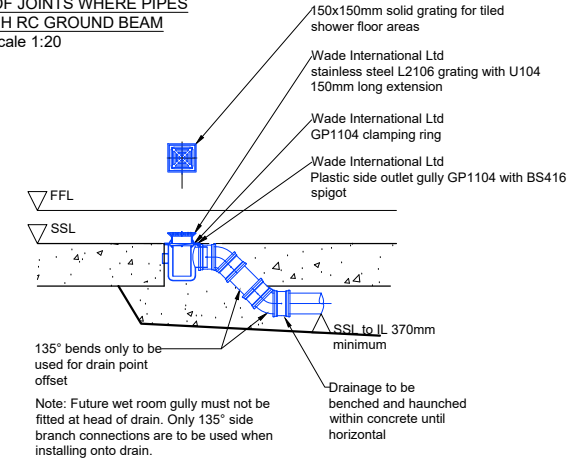 OF JOINTS WHERE PIPES
H RC GROUND BEAM
cale 1:20
150x150mm solid grating for tiled
shower floor areas
Wade International Ltd
stainless steel L2106 grating with U104
150mm long extension
Wade International Ltd
GP1104 clamping ring
Wade International Ltd
Plastic side outlet gully GP1104 with BS416
spigot
FFL
SSL
SSL to IL 370mm
minimum
135° bends only to be
used for drain point
offset
Drainage to be
benched and haunched
within concrete until
horizontal
Note: Future wet room gully must not be
fitted at head of drain. Only 135° side
branch connections are to be used when
installing onto drain.